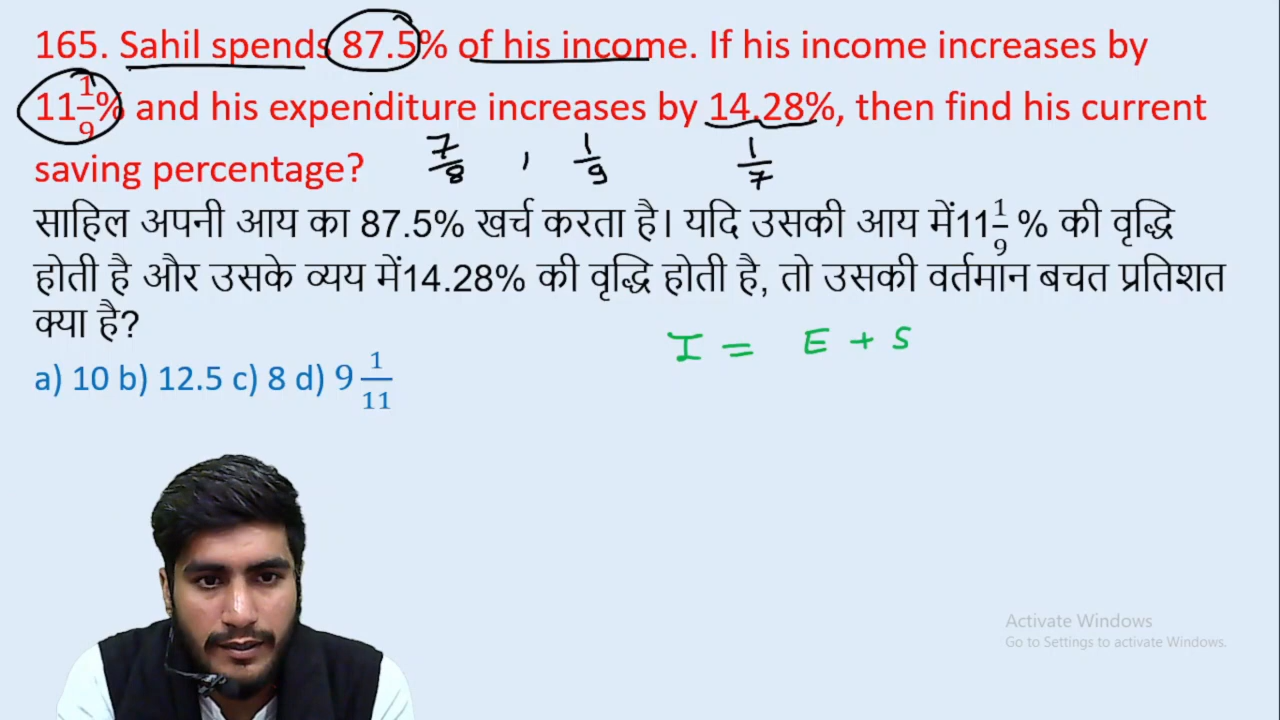 165. Sahil spends 87.5% of his income. If his income increases by
11 1/9 % and his expenditure increases by 14.28%, then find his current
saving percentage? 7/8 , 1/9 1/7
साहिल अपनी आय का 87.5% खर्च करता है। यदि उसकी आय में11 1/9 % की वृद्धि
होती है और उसके व्यय में14.28% की वृद्धि होती है, तो उसकी वर्तमान बचत प्रतिशत
क्या है?
I = E + S
a) 10 b) 12.5 c) 8 d) 9 1/11
Activate Windows
Go to Settings to activate Windows.